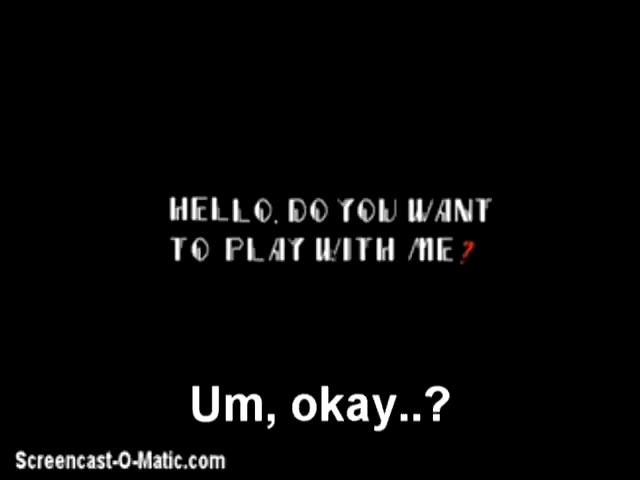 HELLO. DO YOU WANT
TO PLAY WITH ME?
Um, okay..?
Screencast-O-Matic.com